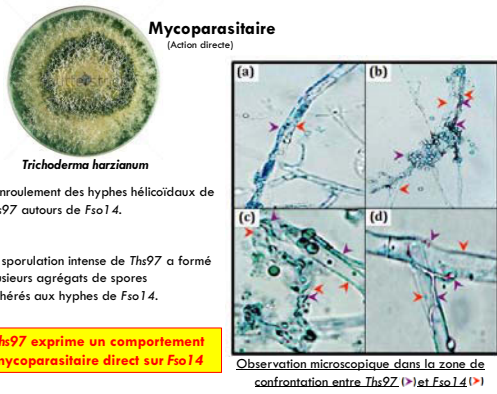 Mycoparasitaire
(Action directe)
Trichoderma harzianum
(a)
(b)
(c)
(d)
nroulement des hyphes hélicoïdaux de
s97 autours de Fso14.
sporulation intense de Ths97 a formé
usieurs agrégats de spores
hérés aux hyphes de Fso14.
hs97 exprime un comportement
mycoparasitaire direct sur Fso14
Observation microscopique dans la zone de
confrontation entre Ths97 (➤) et Fso14 (➤)